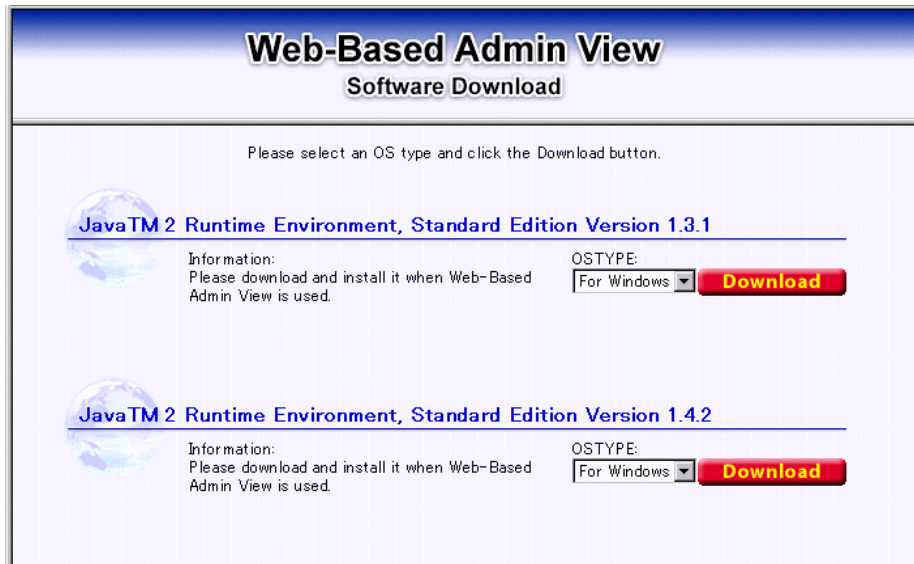 Web-Based Admin View
Software Download
Please select an OS type and click the Download button.
JavaTM 2 Runtime Environment, Standard Edition Version 1.3.1
Information:
Please download and install it when Web-Based
Admin View is used.
OSTYPE:
For Windows
Download
JavaTM 2 Runtime Environment, Standard Edition Version 1.4.2
Information:
Please download and install it when Web-Based
Admin View is used.
OSTYPE:
For Windows
Download